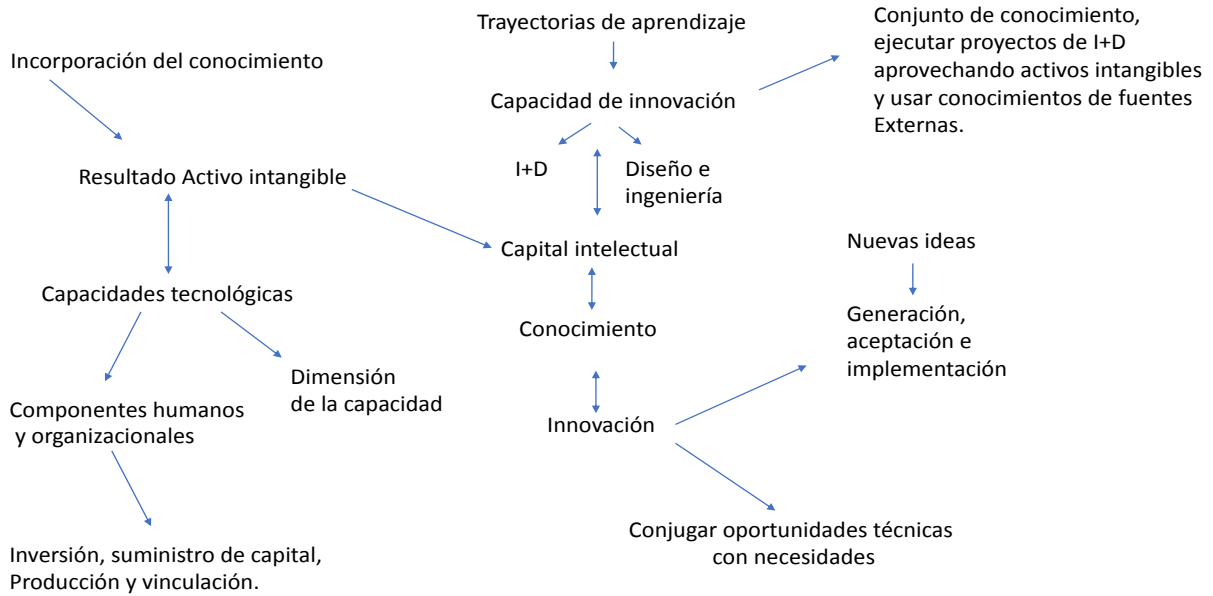 Trayectorias de aprendizaje
Conjunto de conocimiento,
ejecutar proyectos de I+D
aprovechando activos intangibles
y usar conocimientos de fuentes
Externas.
Incorporación del conocimiento
Capacidad de innovación
I+D
Diseño e
ingeniería
Resultado Activo intangible
Capital intelectual
Nuevas ideas
Capacidades tecnológicas
Conocimiento
Generación,
aceptación e
implementación
Dimensión
de la capacidad
Componentes humanos
y organizacionales
Innovación
Conjugar oportunidades técnicas
con necesidades
Inversión, suministro de capital,
Producción y vinculación.